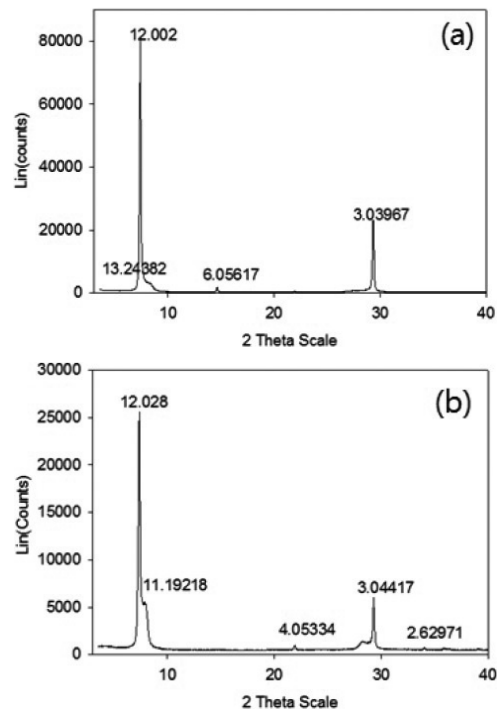 (a)
80000
60000
40000
20000
0
Lin(counts)
12.002
13.24382
6.05617
3.03967
10 20 30 40
2 Theta Scale
(b)
30000
25000
20000
15000
10000
5000
0
Lin(Counts)
12.028
11.19218
4.05334
3.04417
2.62971
10 20 30 40
2 Theta Scale